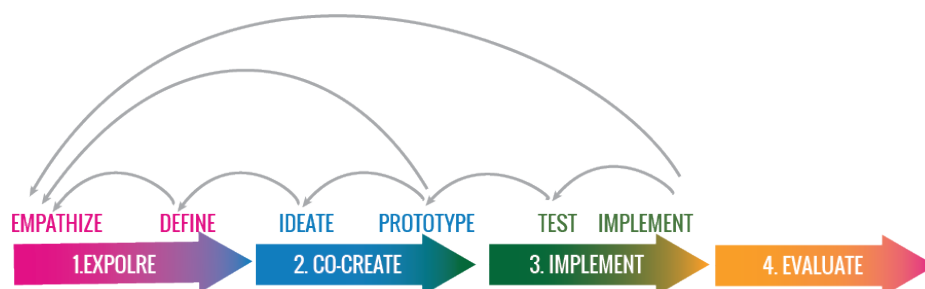 EMPATHIZE DEFINE IDEATE PROTOTYPE TEST IMPLEMENT
1.EXPOLRE 2. CO-CREATE 3. IMPLEMENT 4. EVALUATE